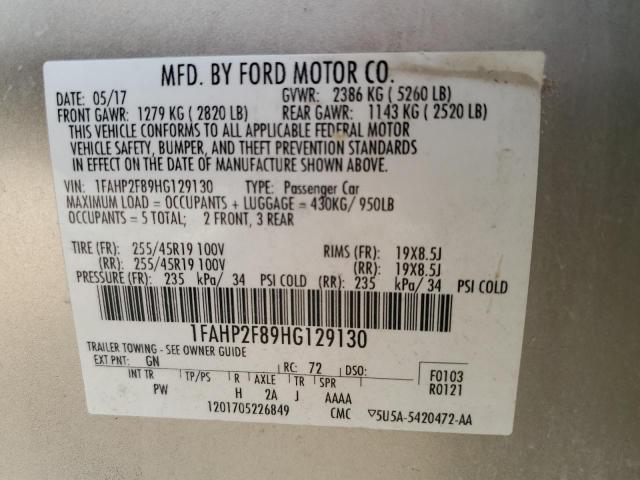 MFD. BY FORD MOTOR CO.
DATE: 05/17 GVWR: 2386 KG ( 5260 LB)
FRONT GAWR: 1279 KG ( 2820 LB) REAR GAWR: 1143 KG ( 2520 LB)
THIS VEHICLE CONFORMS TO ALL APPLICABLE FEDERAL MOTOR
VEHICLE SAFETY, BUMPER, AND THEFT PREVENTION STANDARDS
IN EFFECT ON THE DATE OF MANUFACTURE SHOWN ABOVE.
VIN: 1FAHP2F89HG129130 TYPE: Passenger Car
MAXIMUM LOAD = OCCUPANTS + LUGGAGE = 430KG/ 950LB
OCCUPANTS = 5 TOTAL; 2 FRONT, 3 REAR
TIRE (FR): 255/45R19 100V RIMS (FR): 19X8.5J
(RR): 255/45R19 100V (RR): 19X8.5J
PRESSURE (FR): 235 kPa/ 34 PSI COLD (RR): 235 kPa/ 34 PSI COLD
1FAHP2F89HG129130
TRAILER TOWING - SEE OWNER GUIDE
EXT PNT: GN RC: 72 DSO: F0103
R0121
INT TR TP/PS R AXLE TR SPR
PW H 2A J AAAA
1201705226849 CMC ▽5U5A-5420472-AA